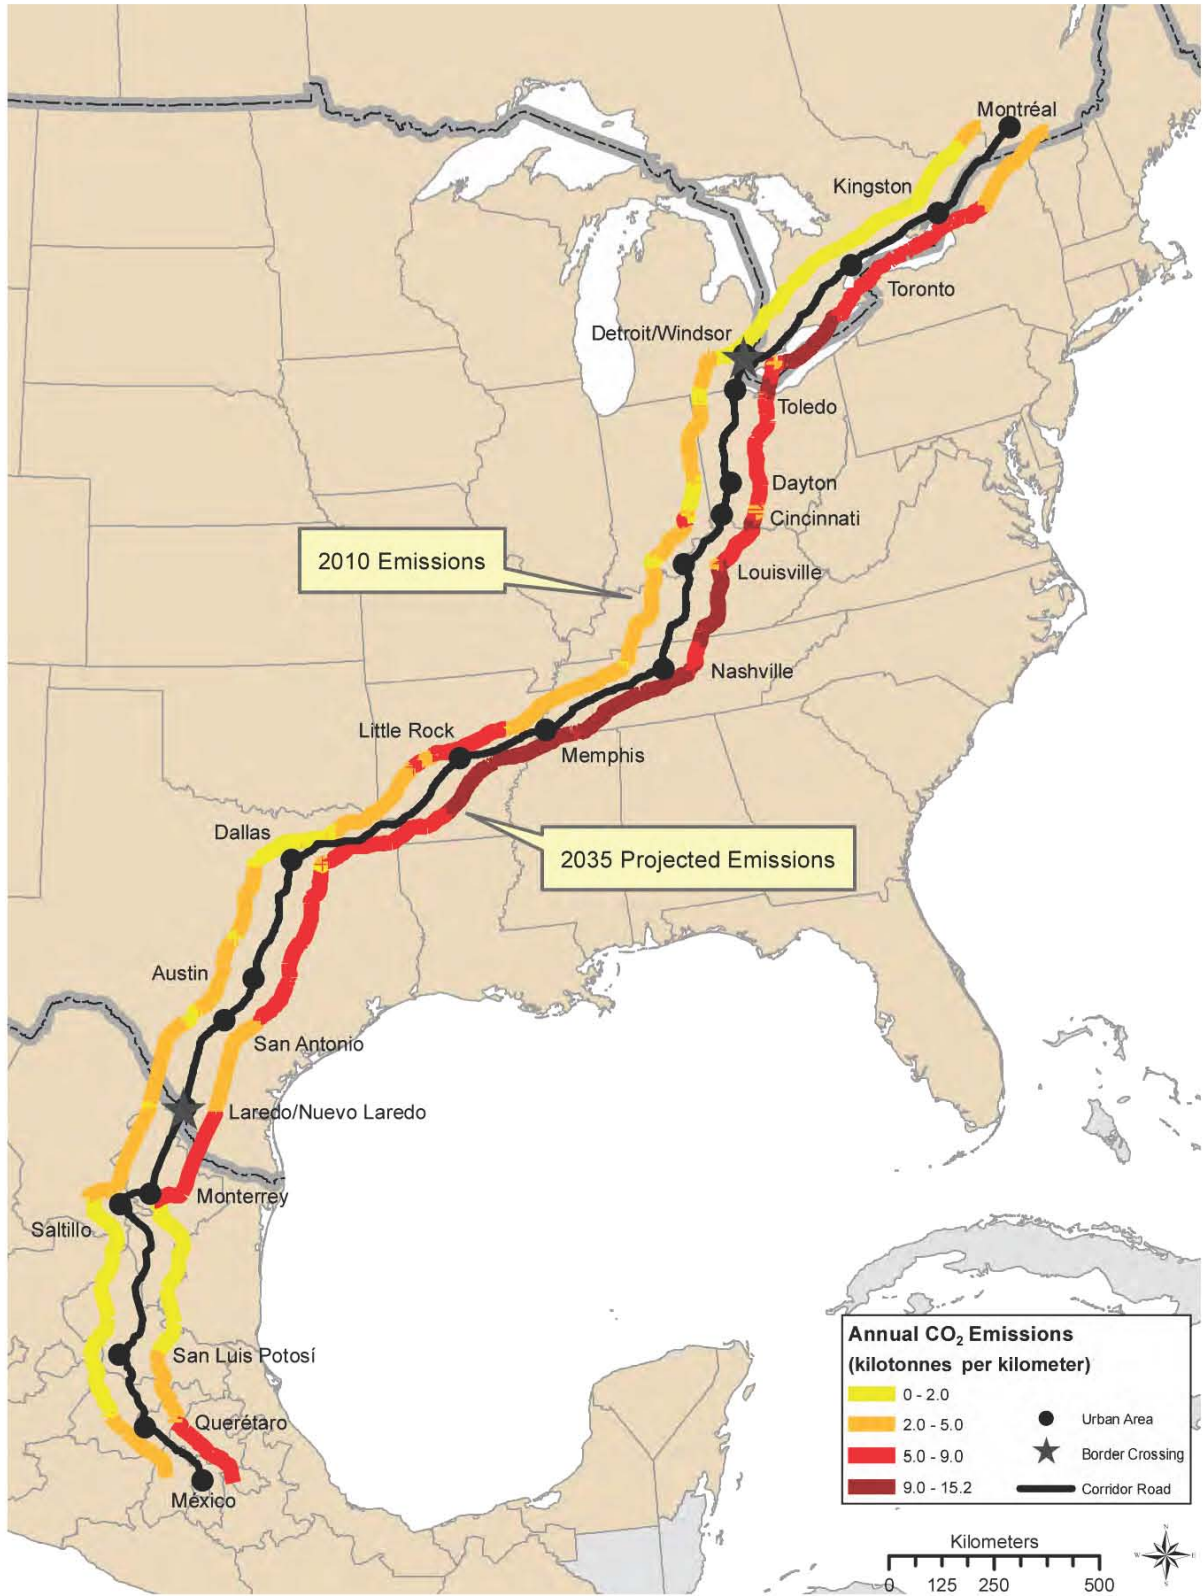 Montréal
Kingston
Toronto
Detroit/Windsor
Toledo
Dayton
Cincinnati
2010 Emissions
Louisville
Nashville
Little Rock
Memphis
Dallas
2035 Projected Emissions
Austin
San Antonio
Laredo/Nuevo Laredo
Monterrey
Saltillo
San Luis Potosí
Querétaro
México
Annual CO₂ Emissions
(kilotonnes per kilometer)
0 - 2.0
2.0 - 5.0
5.0 - 9.0
9.0 - 15.2
Urban Area
Border Crossing
Corridor Road
Kilometers
0 125 250 500
N
W E
S